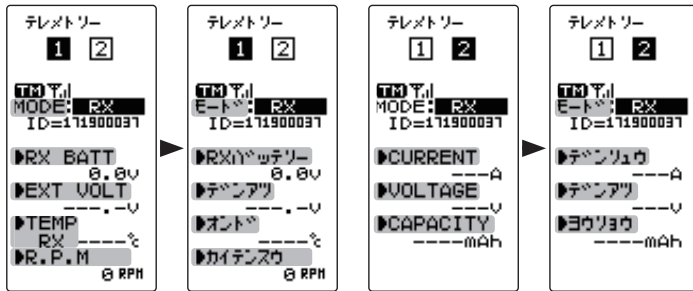 テレメトリー
1 2
TM
MODE: RX
ID=171900037
▶RX BATT
0.0V
▶EXT VOLT
---.-V
▶TEMP
RX ----℃
▶R.P.M
0 RPM
テレメトリー
1 2
TM
モード: RX
ID=171900037
▶RXバッテリー
0.0V
▶デンアツ
---.-V
▶オンド
----℃
▶カイテンスウ
0 RPM
テレメトリー
1 2
TM
MODE: RX
ID=171900037
▶CURRENT
---A
▶VOLTAGE
---V
▶CAPACITY
----mAh
テレメトリー
1 2
TM
モード: RX
ID=171900037
▶デンリュウ
---A
▶デンアツ
---V
▶ヨウリョウ
----mAh